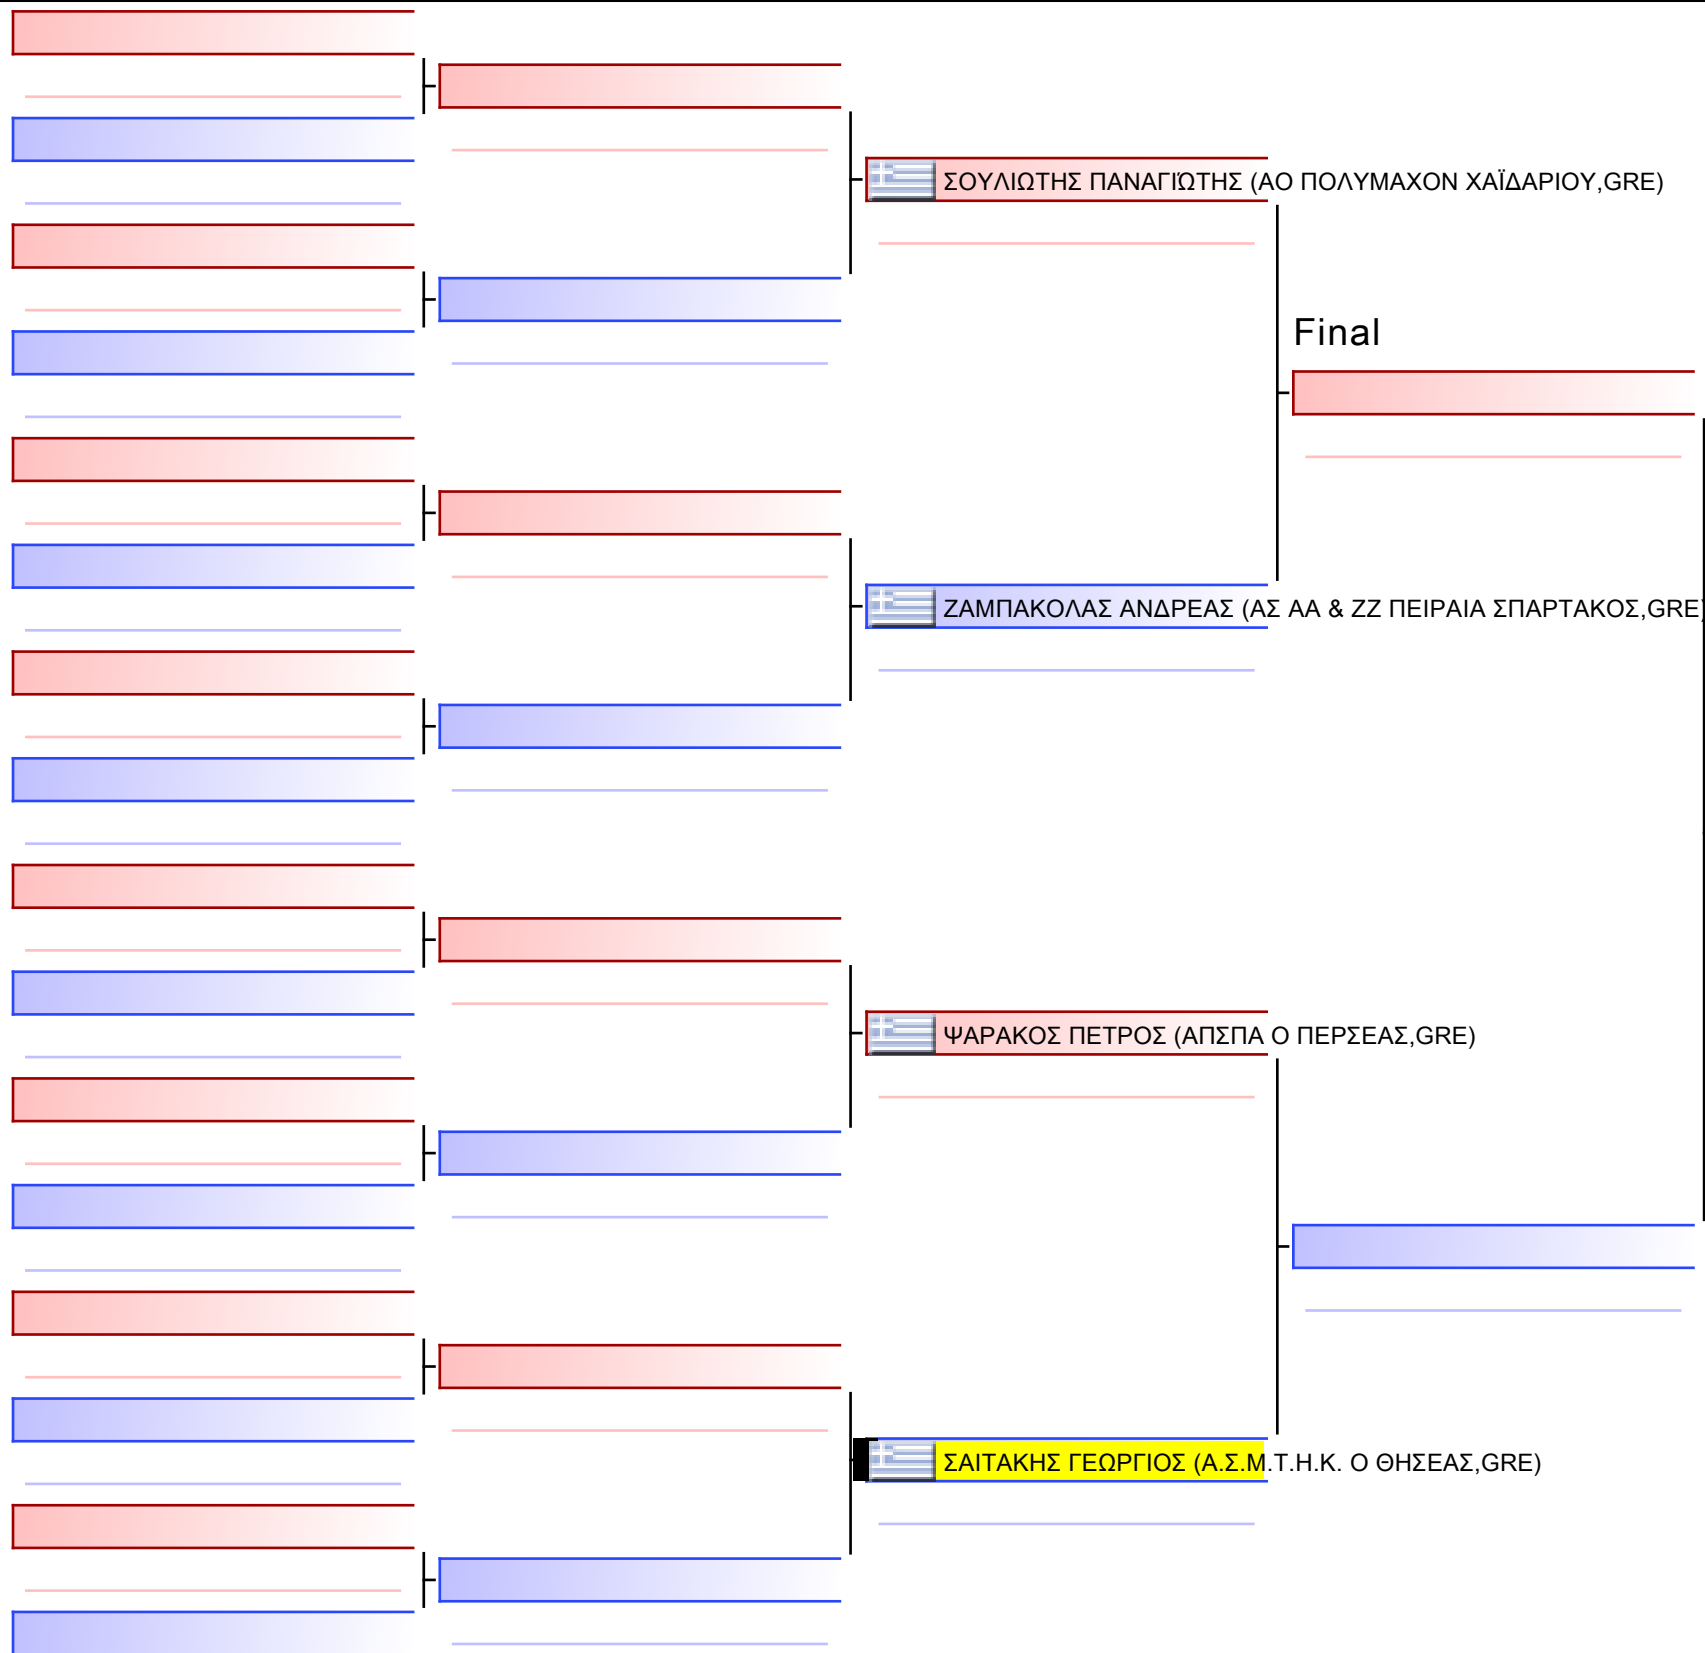 ΣΟΥΛΙΩΤΗΣ ΠΑΝΑΓΙΏΤΗΣ (ΑΟ ΠΟΛΥΜΑΧΟΝ ΧΑΪΔΑΡΙΟΥ,GRE)
Final
ΖΑΜΠΑΚΟΛΑΣ ΑΝΔΡΕΑΣ (ΑΣ ΑΑ & ΖΖ ΠΕΙΡΑΙΑ ΣΠΑΡΤΑΚΟΣ,GRE)
ΨΑΡΑΚΟΣ ΠΕΤΡΟΣ (ΑΠΣΠΑ Ο ΠΕΡΣΕΑΣ,GRE)
ΣΑΙΤΑΚΗΣ ΓΕΩΡΓΙΟΣ (Α.Σ.Μ.Τ.Η.Κ. Ο ΘΗΣΕΑΣ,GRE)